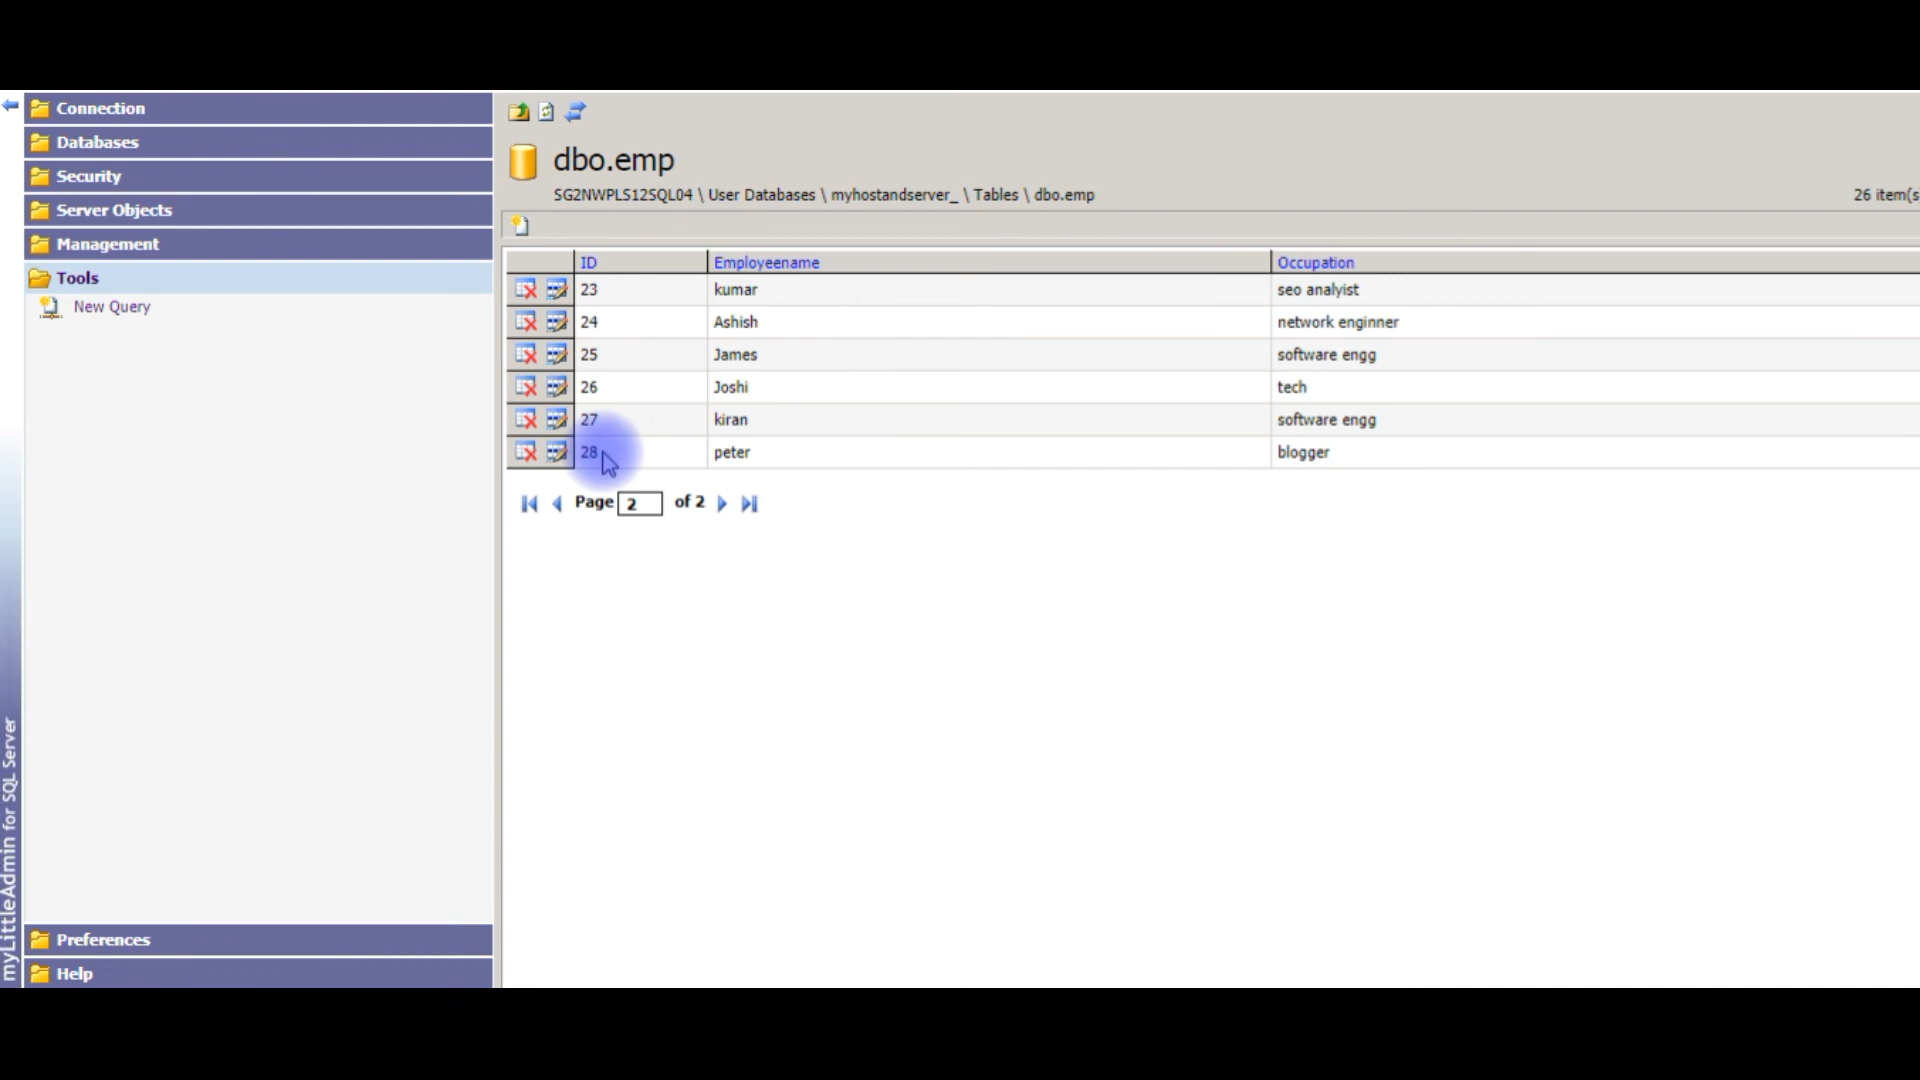 Connection
Databases
Security
Server Objects
Management
Tools
New Query
Preferences
Help
myLittleAdmin for SQL Server
dbo.emp
SG2NWPLS12SQL04 \ User Databases \ myhostandserver_ \ Tables \ dbo.emp
26 item(s
ID Employeename Occupation
23 kumar seo analyist
24 Ashish network enginner
25 James software engg
26 Joshi tech
27 kiran software engg
28 peter blogger
Page 2 of 2